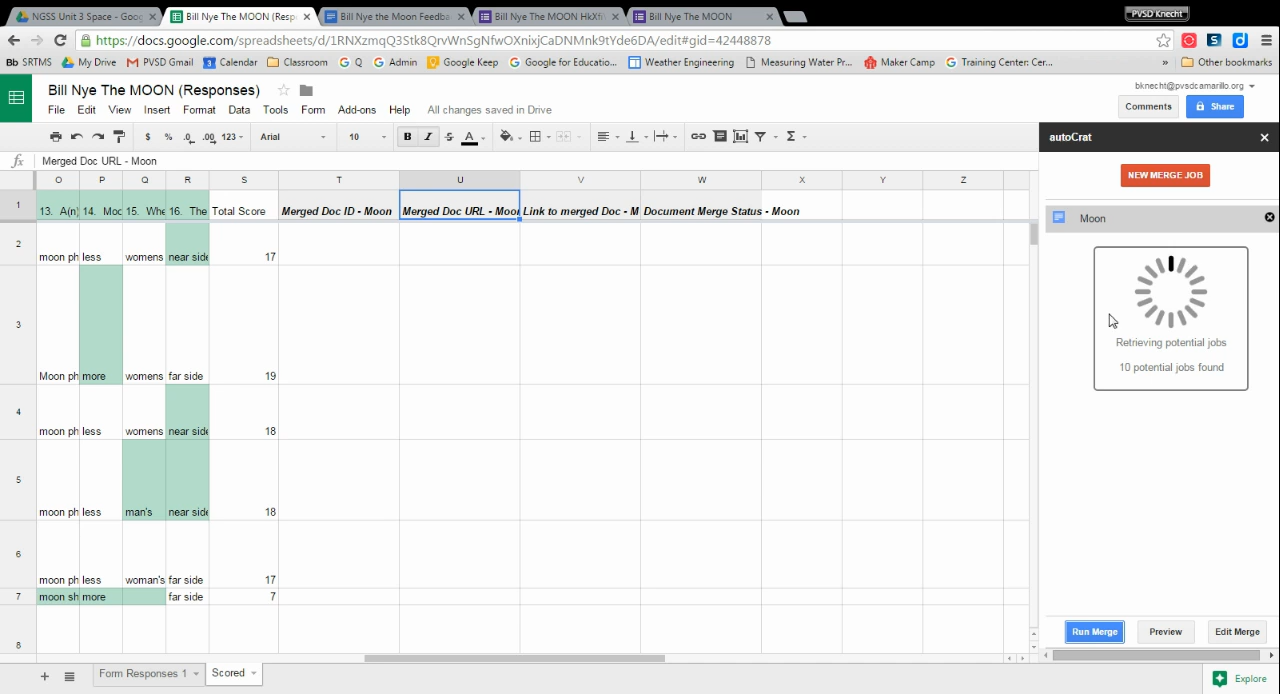 NGSS Unit 3 Space - Goo
Bill Nye The MOON (Resp
Bill Nye the Moon Feedba
Bill Nye The MOON HkXf
Bill Nye The MOON
PVSD Knecht
https://docs.google.com/spreadsheets/d/1RNXzmqQ3Stk8QrvWnSgNfwOXnixjCaDNMnk9tYde6DA/edit#gid=42448878
Bb SRTMS
My Drive
PVSD Gmail
Calendar
Classroom
Q
Admin
Google Keep
Google for Educatio...
Weather Engineering
Measuring Water Pr...
Maker Camp
Training Center: Cer...
»
Other bookmarks
Bill Nye The MOON (Responses)
bknecht@pvsdcamarillo.org
File Edit View Insert Format Data Tools Form Add-ons Help All changes saved in Drive
Comments
Share
$ % .0 .00 123 Arial 10 B I S A Σ
autoCrat
fx Merged Doc URL - Moon
O P Q R S T U V W X Y Z
1 13. A(n) 14. Moo 15. Whe 16. The Total Score Merged Doc ID - Moon Merged Doc URL - Moon Link to merged Doc - M Document Merge Status - Moon
2 moon ph less womens near side 17
3 Moon ph more womens far side 19
4 moon ph less womens near side 18
5 moon ph less man's near side 18
6 moon ph less woman's far side 17
7 moon sh more far side 7
8
NEW MERGE JOB
Moon
Retrieving potential jobs
10 potential jobs found
Run Merge
Preview
Edit Merge
Form Responses 1
Scored
Explore